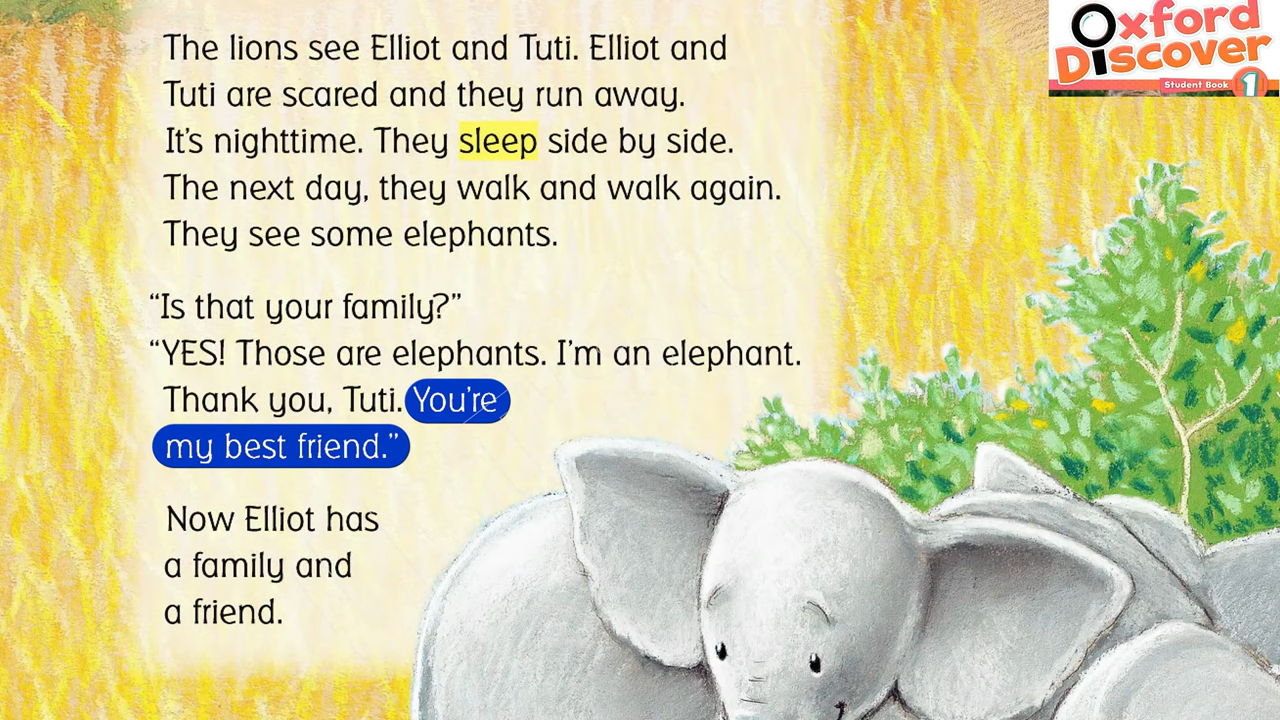 The lions see Elliot and Tuti. Elliot and
Tuti are scared and they run away.
It's nighttime. They sleep side by side.
The next day, they walk and walk again.
They see some elephants.
“Is that your family?”
“YES! Those are elephants. I'm an elephant.
Thank you, Tuti. You're
my best friend.”
Now Elliot has
a family and
a friend.
Oxford
Discover
Student Book 1